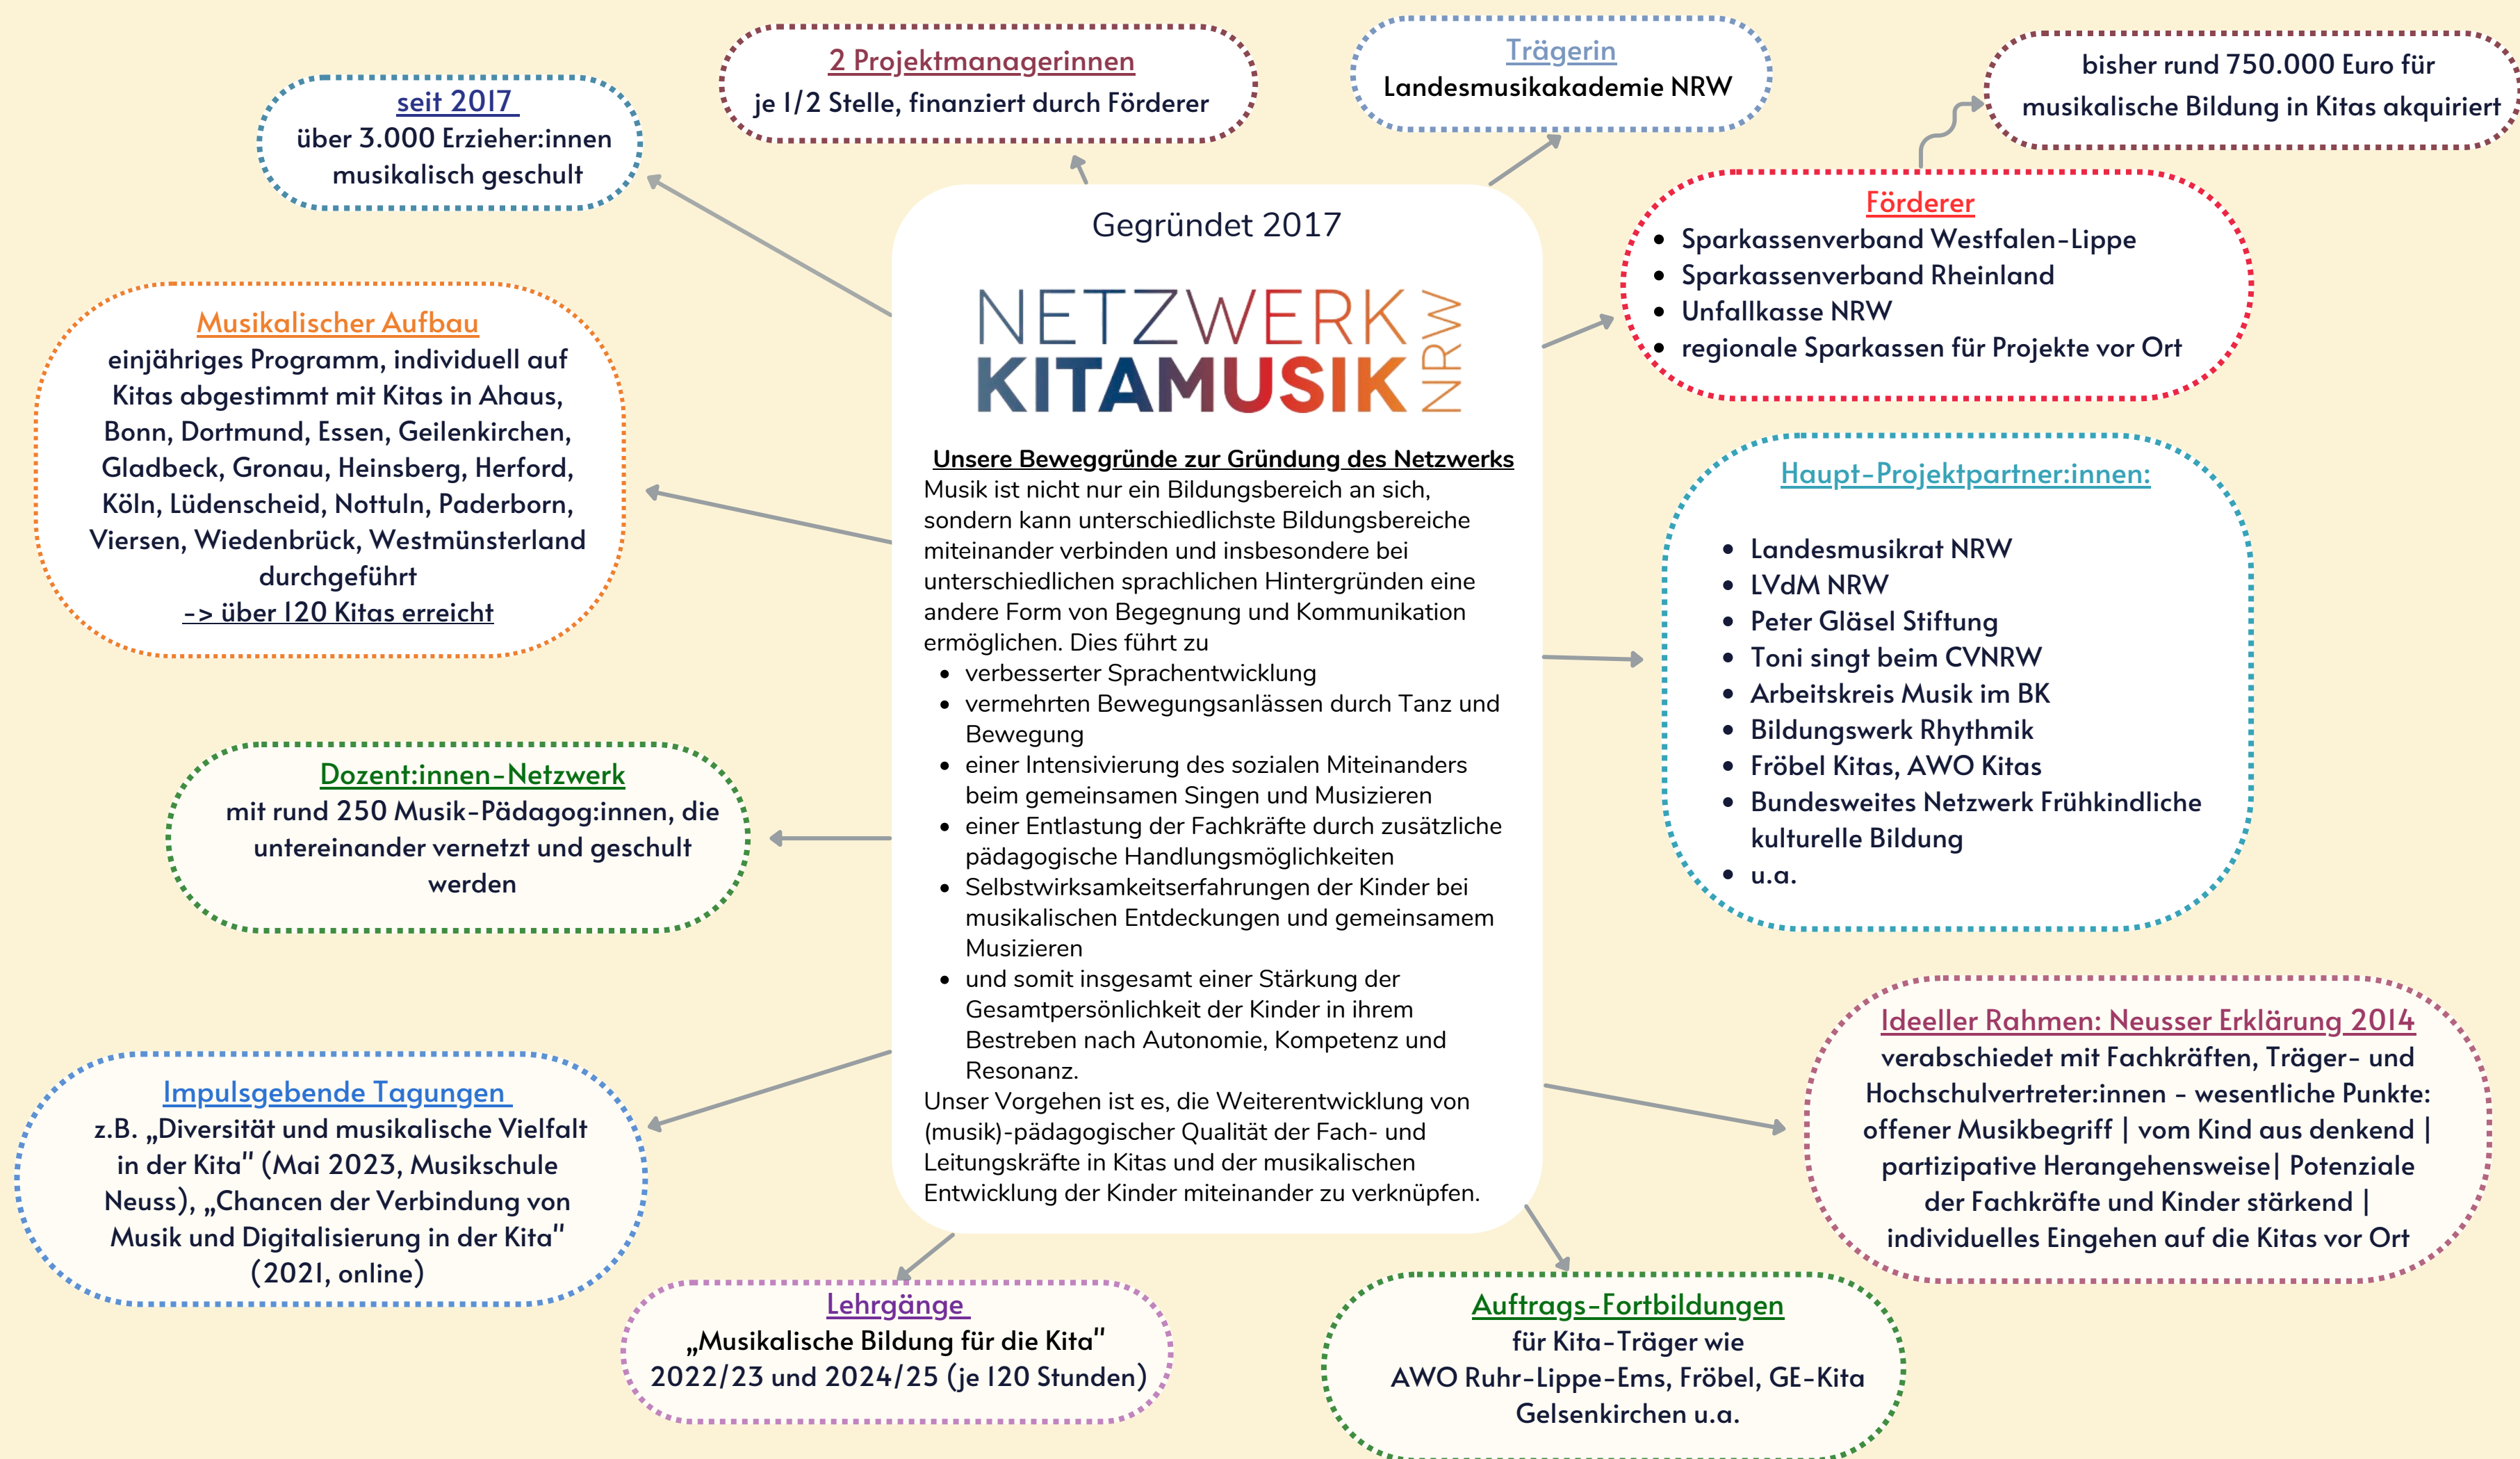 seit 2017
über 3.000 Erzieher:innen
musikalisch geschult
2 Projektmanagerinnen
je 1/2 Stelle, finanziert durch Förderer
Trägerin
Landesmusikakademie NRW
bisher rund 750.000 Euro für
musikalische Bildung in Kitas akquiriert
Förderer
• Sparkassenverband Westfalen-Lippe
• Sparkassenverband Rheinland
• Unfallkasse NRW
• regionale Sparkassen für Projekte vor Ort
Gegründet 2017
NETZWERK
KITAMUSIK
NRW
Unsere Beweggründe zur Gründung des Netzwerks
Musik ist nicht nur ein Bildungsbereich an sich,
sondern kann unterschiedlichste Bildungsbereiche
miteinander verbinden und insbesondere bei
unterschiedlichen sprachlichen Hintergründen eine
andere Form von Begegnung und Kommunikation
ermöglichen. Dies führt zu
• verbesserter Sprachentwicklung
• vermehrten Bewegungsanlässen durch Tanz und
Bewegung
• einer Intensivierung des sozialen Miteinanders
beim gemeinsamen Singen und Musizieren
• einer Entlastung der Fachkräfte durch zusätzliche
pädagogische Handlungsmöglichkeiten
• Selbstwirksamkeitserfahrungen der Kinder bei
musikalischen Entdeckungen und gemeinsamem
Musizieren
• und somit insgesamt einer Stärkung der
Gesamtpersönlichkeit der Kinder in ihrem
Bestreben nach Autonomie, Kompetenz und
Resonanz.
Unser Vorgehen ist es, die Weiterentwicklung von
(musik)-pädagogischer Qualität der Fach- und
Leitungskräfte in Kitas und der musikalischen
Entwicklung der Kinder miteinander zu verknüpfen.
Musikalischer Aufbau
einjähriges Programm, individuell auf
Kitas abgestimmt mit Kitas in Ahaus,
Bonn, Dortmund, Essen, Geilenkirchen,
Gladbeck, Gronau, Heinsberg, Herford,
Köln, Lüdenscheid, Nottuln, Paderborn,
Viersen, Wiedenbrück, Westmünsterland
durchgeführt
-> über 120 Kitas erreicht
Haupt-Projektpartner:innen:
• Landesmusikrat NRW
• LVdM NRW
• Peter Gläsel Stiftung
• Toni singt beim CVNRW
• Arbeitskreis Musik im BK
• Bildungswerk Rhythmik
• Fröbel Kitas, AWO Kitas
• Bundesweites Netzwerk Frühkindliche
kulturelle Bildung
• u.a.
Dozent:innen-Netzwerk
mit rund 250 Musik-Pädagog:innen, die
untereinander vernetzt und geschult
werden
Ideeller Rahmen: Neusser Erklärung 2014
verabschiedet mit Fachkräften, Träger- und
Hochschulvertreter:innen - wesentliche Punkte:
offener Musikbegriff | vom Kind aus denkend |
partizipative Herangehensweise| Potenziale
der Fachkräfte und Kinder stärkend |
individuelles Eingehen auf die Kitas vor Ort
Impulsgebende Tagungen
z.B. „Diversität und musikalische Vielfalt
in der Kita" (Mai 2023, Musikschule
Neuss), „Chancen der Verbindung von
Musik und Digitalisierung in der Kita"
(2021, online)
Lehrgänge
„Musikalische Bildung für die Kita"
2022/23 und 2024/25 (je 120 Stunden)
Auftrags-Fortbildungen
für Kita-Träger wie
AWO Ruhr-Lippe-Ems, Fröbel, GE-Kita
Gelsenkirchen u.a.